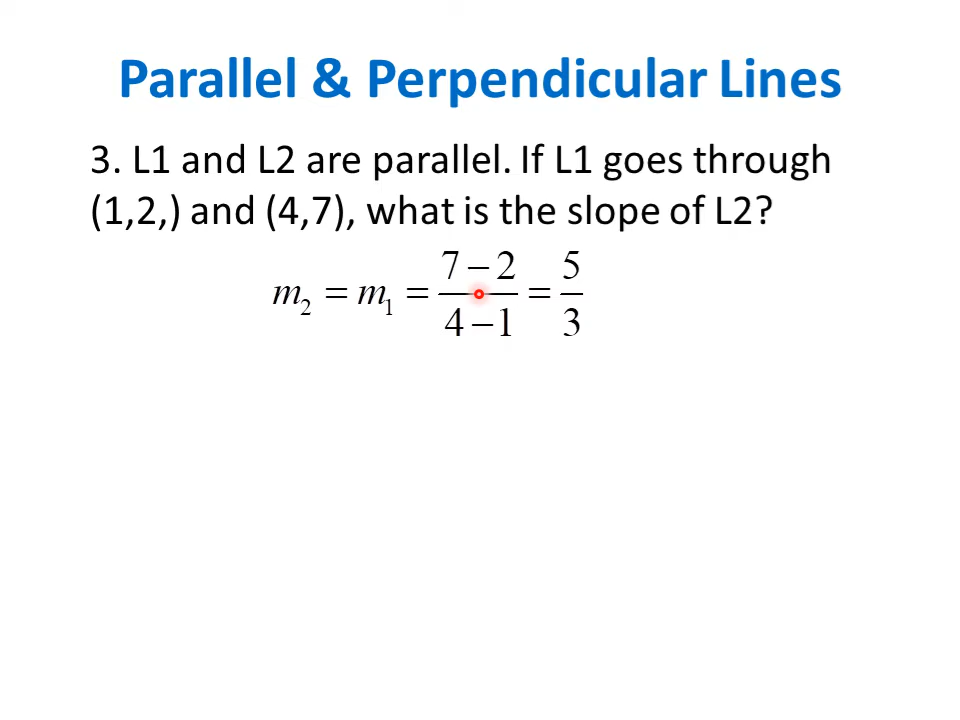 Parallel & Perpendicular Lines
3. L1 and L2 are parallel. If L1 goes through
(1,2,) and (4,7), what is the slope of L2?
m₂ = m₁ = (7 − 2)/(4 − 1) = 5/3